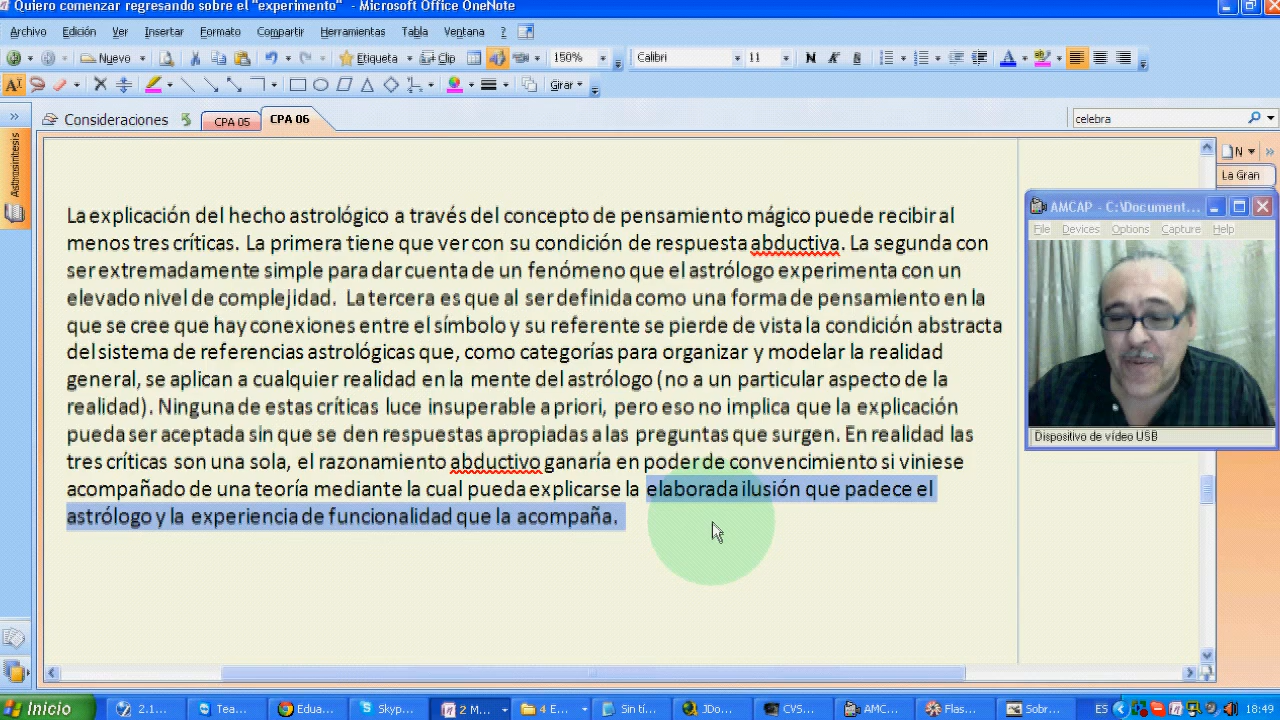 Quiero comenzar regresando sobre el "experimento" - Microsoft Office OneNote
Archivo Edición Ver Insertar Formato Compartir Herramientas Tabla Ventana ?
Nuevo Etiqueta Clip 150% Calibri 11 N K S
Girar
Consideraciones CPA 05 CPA 06 celebra
Astrosíntesis
N
La Gran
La explicación del hecho astrológico a través del concepto de pensamiento mágico puede recibir al
menos tres críticas. La primera tiene que ver con su condición de respuesta abductiva. La segunda con
ser extremadamente simple para dar cuenta de un fenómeno que el astrólogo experimenta con un
elevado nivel de complejidad. La tercera es que al ser definida como una forma de pensamiento en la
que se cree que hay conexiones entre el símbolo y su referente se pierde de vista la condición abstracta
del sistema de referencias astrológicas que, como categorías para organizar y modelar la realidad
general, se aplican a cualquier realidad en la mente del astrólogo (no a un particular aspecto de la
realidad). Ninguna de estas críticas luce insuperable a priori, pero eso no implica que la explicación
pueda ser aceptada sin que se den respuestas apropiadas a las preguntas que surgen. En realidad las
tres críticas son una sola, el razonamiento abductivo ganaría en poder de convencimiento si viniese
acompañado de una teoría mediante la cual pueda explicarse la elaborada ilusión que padece el
astrólogo y la experiencia de funcionalidad que la acompaña.
AMCAP - C:\Document...
File Devices Options Capture Help
Dispositivo de vídeo USB
Inicio 2.1... Tea... Edua... Skyp... 2 M... 4 E... Sin tí... JDo... CVS... AMC... Flas... Sobr... ES 18:49